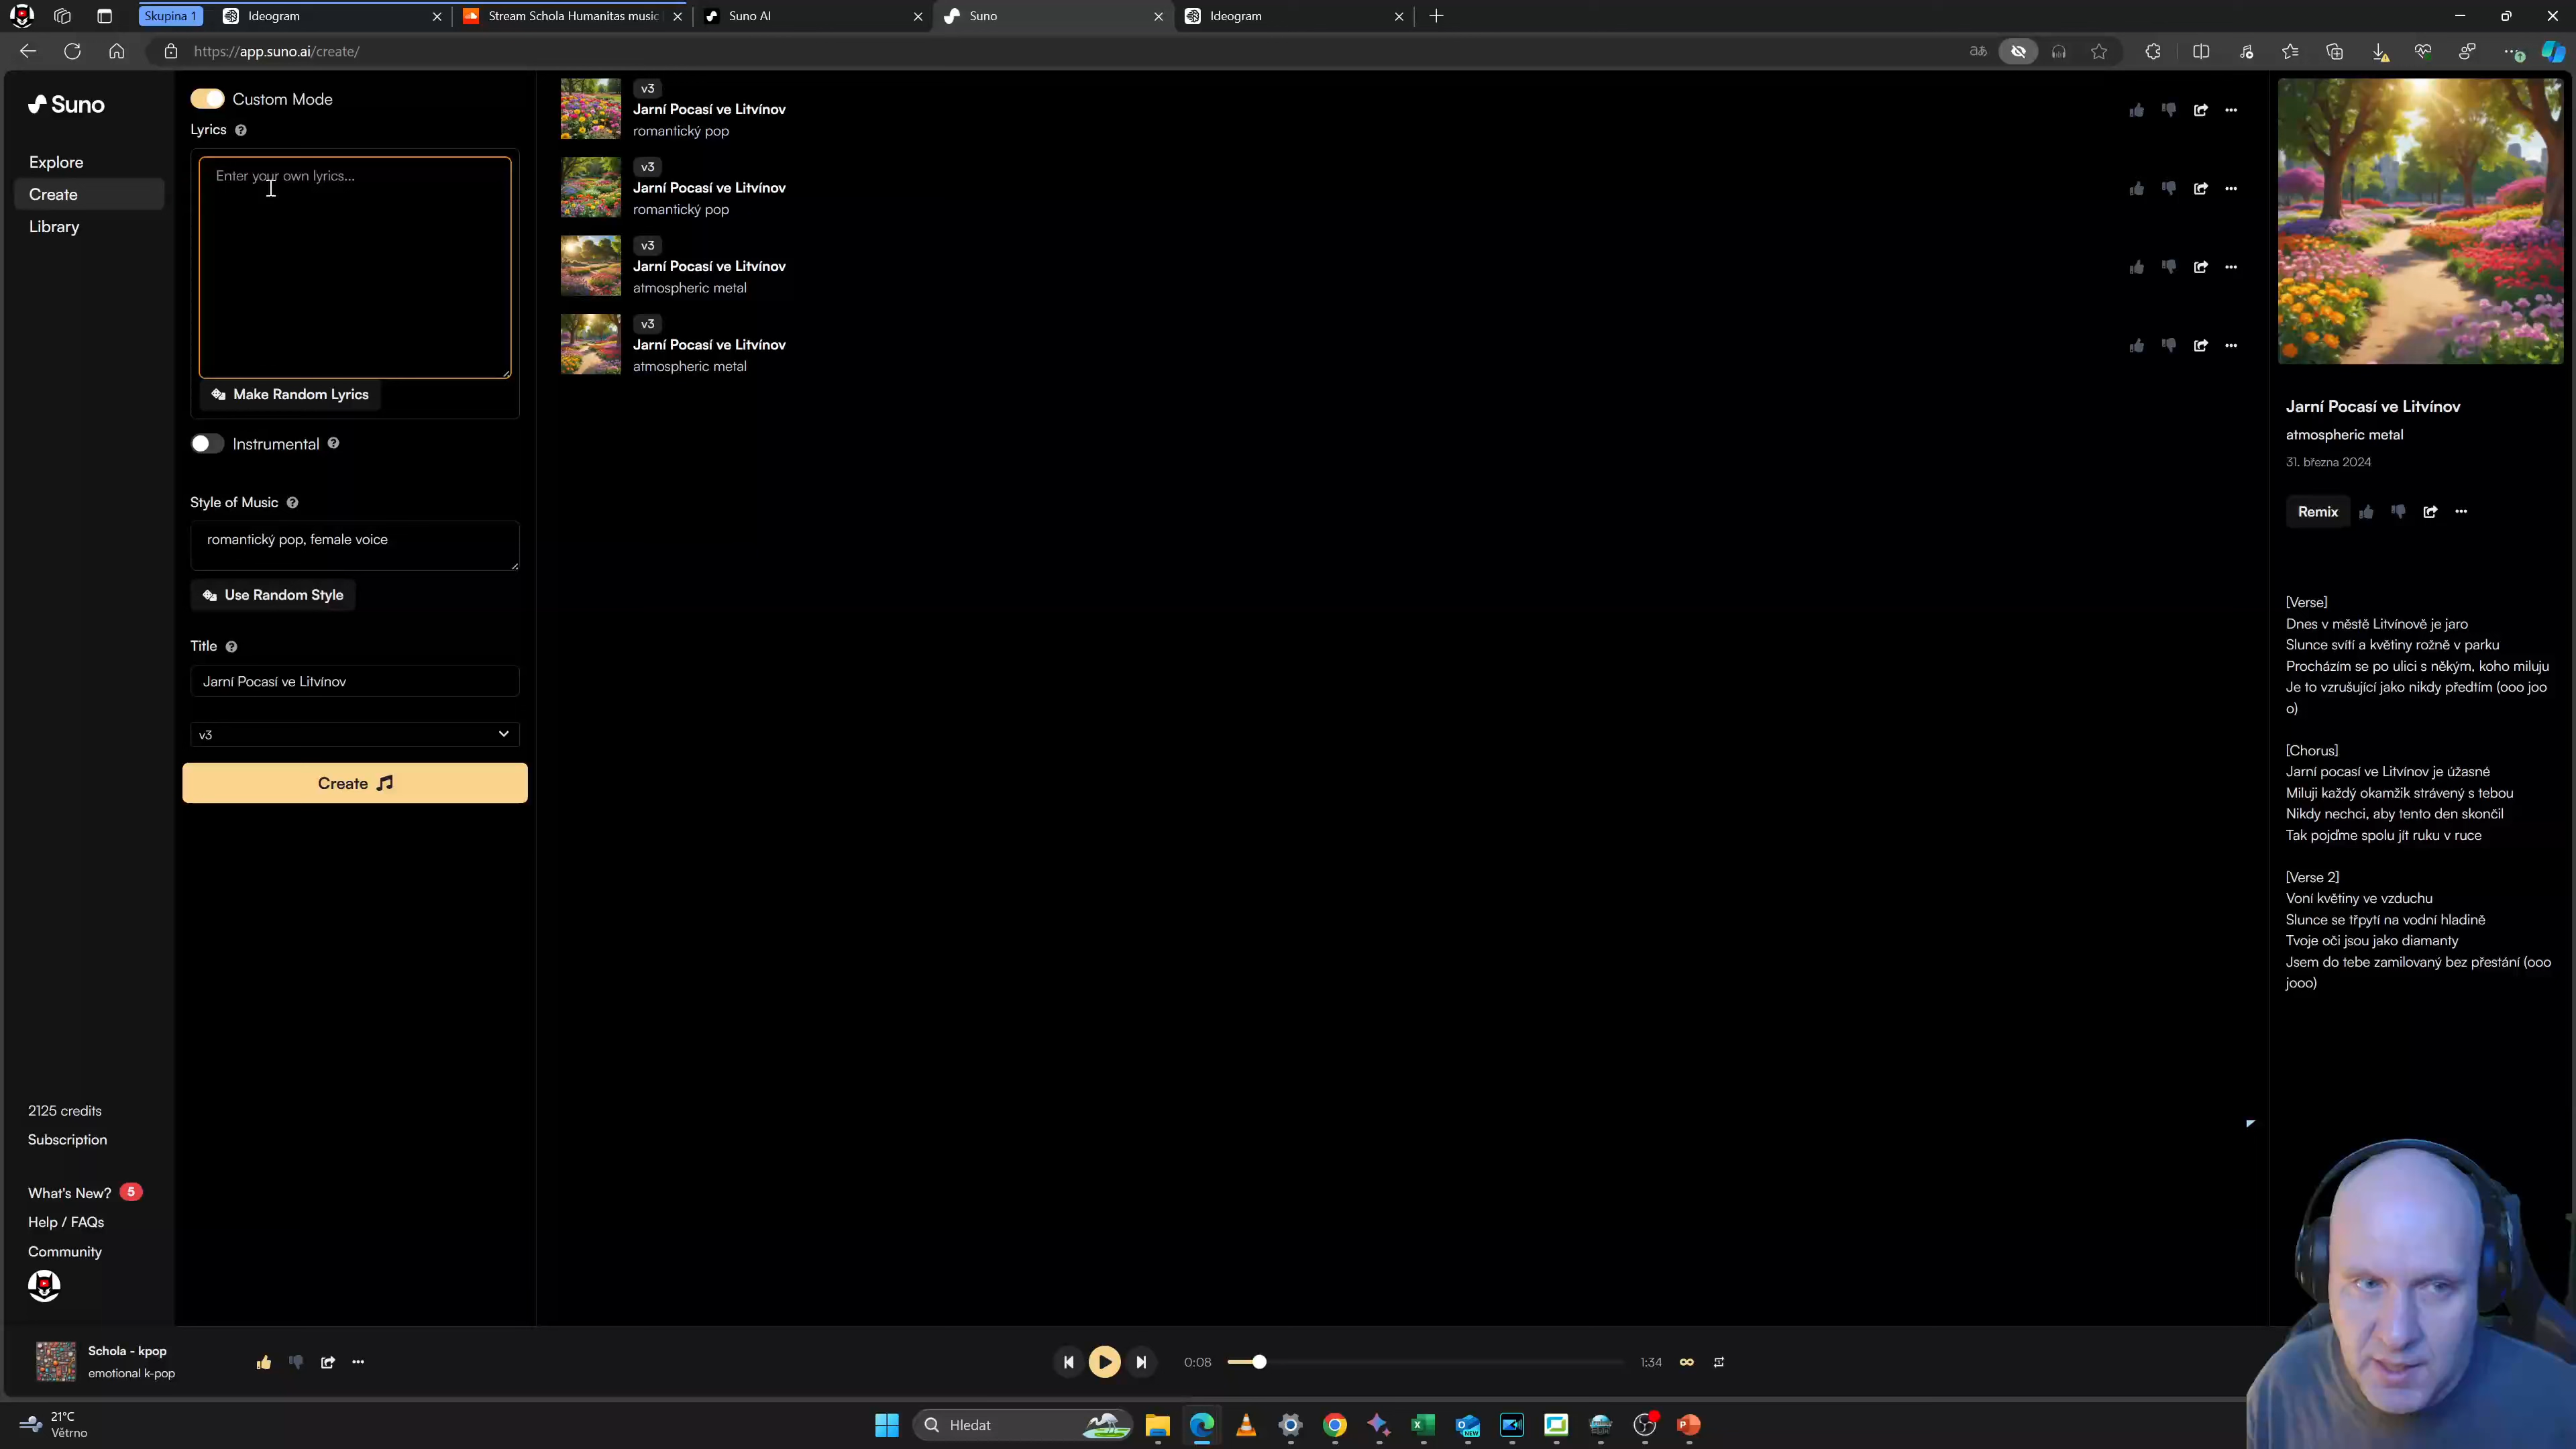 Skupina 1
Ideogram
Stream Schola Humanitas music
Suno AI
Suno
Ideogram
https://app.suno.ai/create/
Suno
Explore
Create
Library
Custom Mode
Lyrics
Enter your own lyrics...
Make Random Lyrics
Instrumental
Style of Music
romantický pop, female voice
Use Random Style
Title
Jarní Pocasí ve Litvínov
v3
Create
v3
Jarní Pocasí ve Litvínov
romantický pop
v3
Jarní Pocasí ve Litvínov
romantický pop
v3
Jarní Pocasí ve Litvínov
atmospheric metal
v3
Jarní Pocasí ve Litvínov
atmospheric metal
Jarní Pocasí ve Litvínov
atmospheric metal
31. března 2024
Remix
[Verse]
Dnes v městě Litvínově je jaro
Slunce svítí a květiny rožně v parku
Procházím se po ulici s někým, koho miluju
Je to vzrušující jako nikdy předtím (ooo joo
o)
[Chorus]
Jarní pocasí ve Litvínov je úžasné
Miluji každý okamžik strávený s tebou
Nikdy nechci, aby tento den skončil
Tak pojďme spolu jít ruku v ruce
[Verse 2]
Voní květiny ve vzduchu
Slunce se třpytí na vodní hladině
Tvoje oči jsou jako diamanty
Jsem do tebe zamilovaný bez přestání (ooo
jooo)
2125 credits
Subscription
What's New? 5
Help / FAQs
Community
Schola - kpop
emotional k-pop
0:08
1:34
21°C
Větrno
Hledat